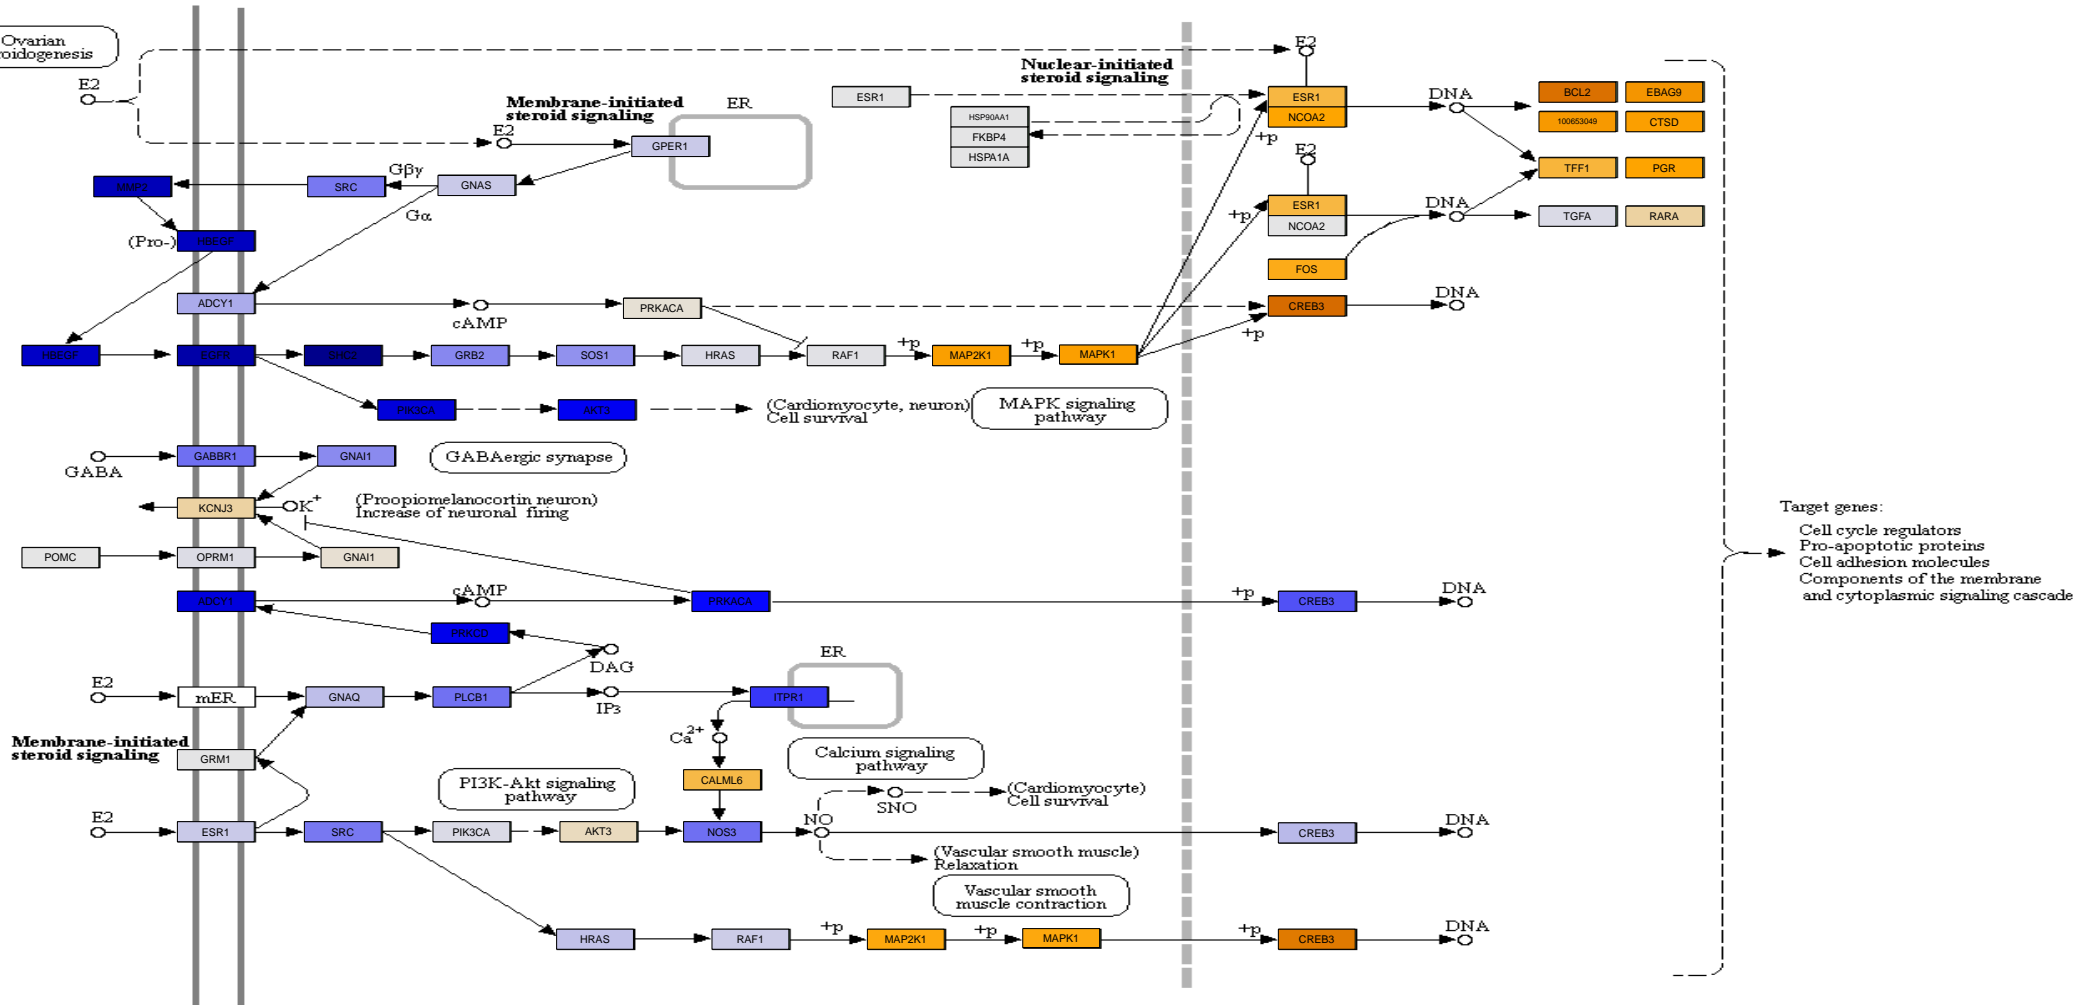 Ovarian
roidogenesis
E2
Membrane-initiated
steroid signaling
E2
ER
GPER1
Nuclear-initiated
steroid signaling
ESR1
HSP90AA1
FKBP4
HSPA1A
E2
ESR1
NCOA2
+p
DNA
BCL2
EBAG9
100653049
CTSD
TFF1
PGR
E2
ESR1
NCOA2
+p
DNA
TGFA
RARA
FOS
MMP2
SRC
Gβγ
GNAS
Gα
(Pro-)
HBEGF
ADCY1
cAMP
PRKACA
CREB3
DNA
+p
HBEGF
EGFR
SHC2
GRB2
SOS1
HRAS
RAF1
+p
MAP2K1
+p
MAPK1
PIK3CA
AKT3
(Cardiomyocyte, neuron)
Cell survival
MAPK signaling
pathway
GABA
GABBR1
GNAI1
GABAergic synapse
KCNJ3
K+
(Proopiomelanocortin neuron)
Increase of neuronal firing
POMC
OPRM1
GNAI1
Target genes:
Cell cycle regulators
Pro-apoptotic proteins
Cell adhesion molecules
Components of the membrane
and cytoplasmic signaling cascade
ADCY1
cAMP
PRKACA
+p
CREB3
DNA
PRKCD
DAG
E2
mER
GNAQ
PLCB1
IP3
ITPR1
ER
Ca2+
Membrane-initiated
steroid signaling
GRM1
PI3K-Akt signaling
pathway
CALML6
Calcium signaling
pathway
SNO
(Cardiomyocyte)
Cell survival
E2
ESR1
SRC
PIK3CA
AKT3
NOS3
NO
CREB3
DNA
(Vascular smooth muscle)
Relaxation
Vascular smooth
muscle contraction
HRAS
RAF1
+p
MAP2K1
+p
MAPK1
+p
CREB3
DNA